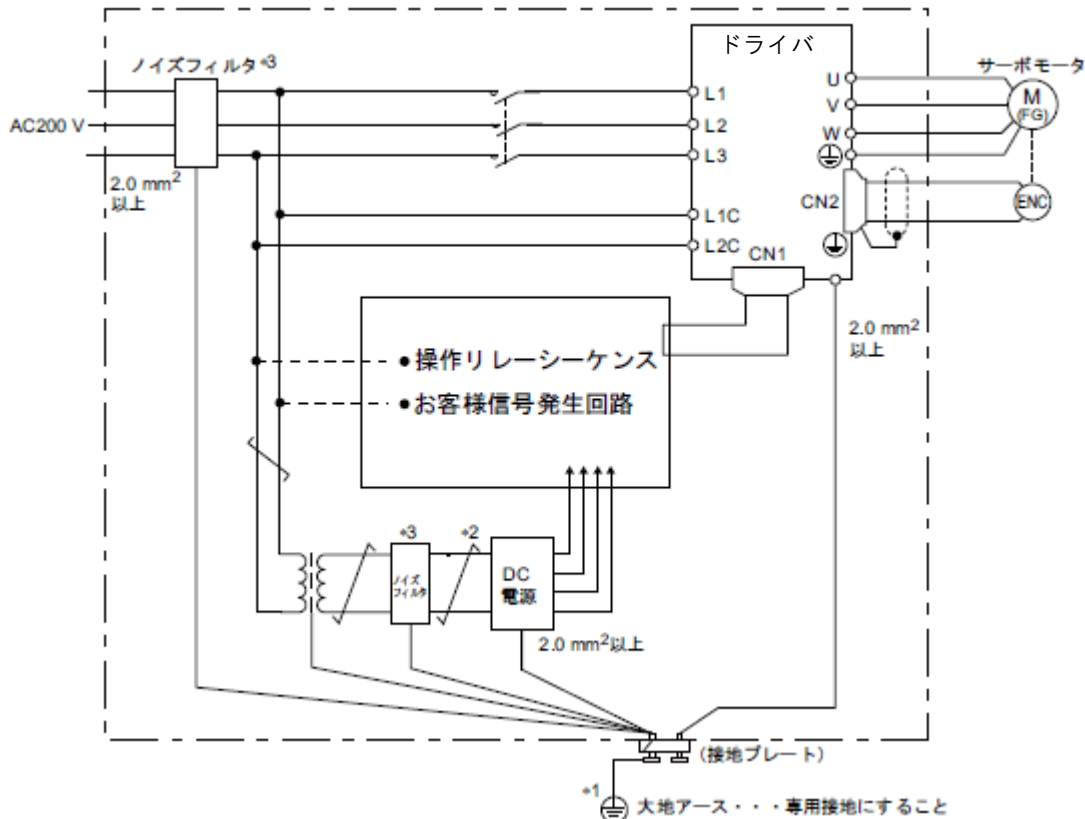 ドライバ
ノイズフィルタ*3
サーボモータ
U
V
W
M
(FG)
L1
L2
L3
AC200 V
2.0 mm²
以上
CN2
ENC
L1C
L2C
CN1
2.0 mm²
以上
●操作リレーシーケンス
●お客様信号発生回路
*3
*2
ノイズ
フィルタ
DC
電源
2.0 mm²以上
(接地プレート)
*1
大地アース・・・専用接地にすること